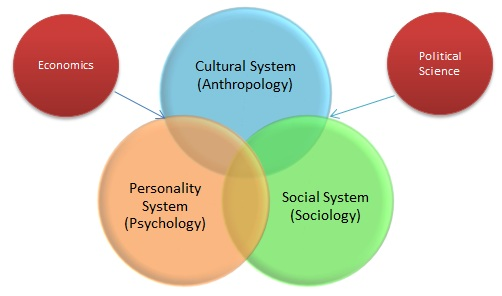 Economics
Cultural System
(Anthropology)
Political
Science
Personality
System
(Psychology)
Social System
(Sociology)